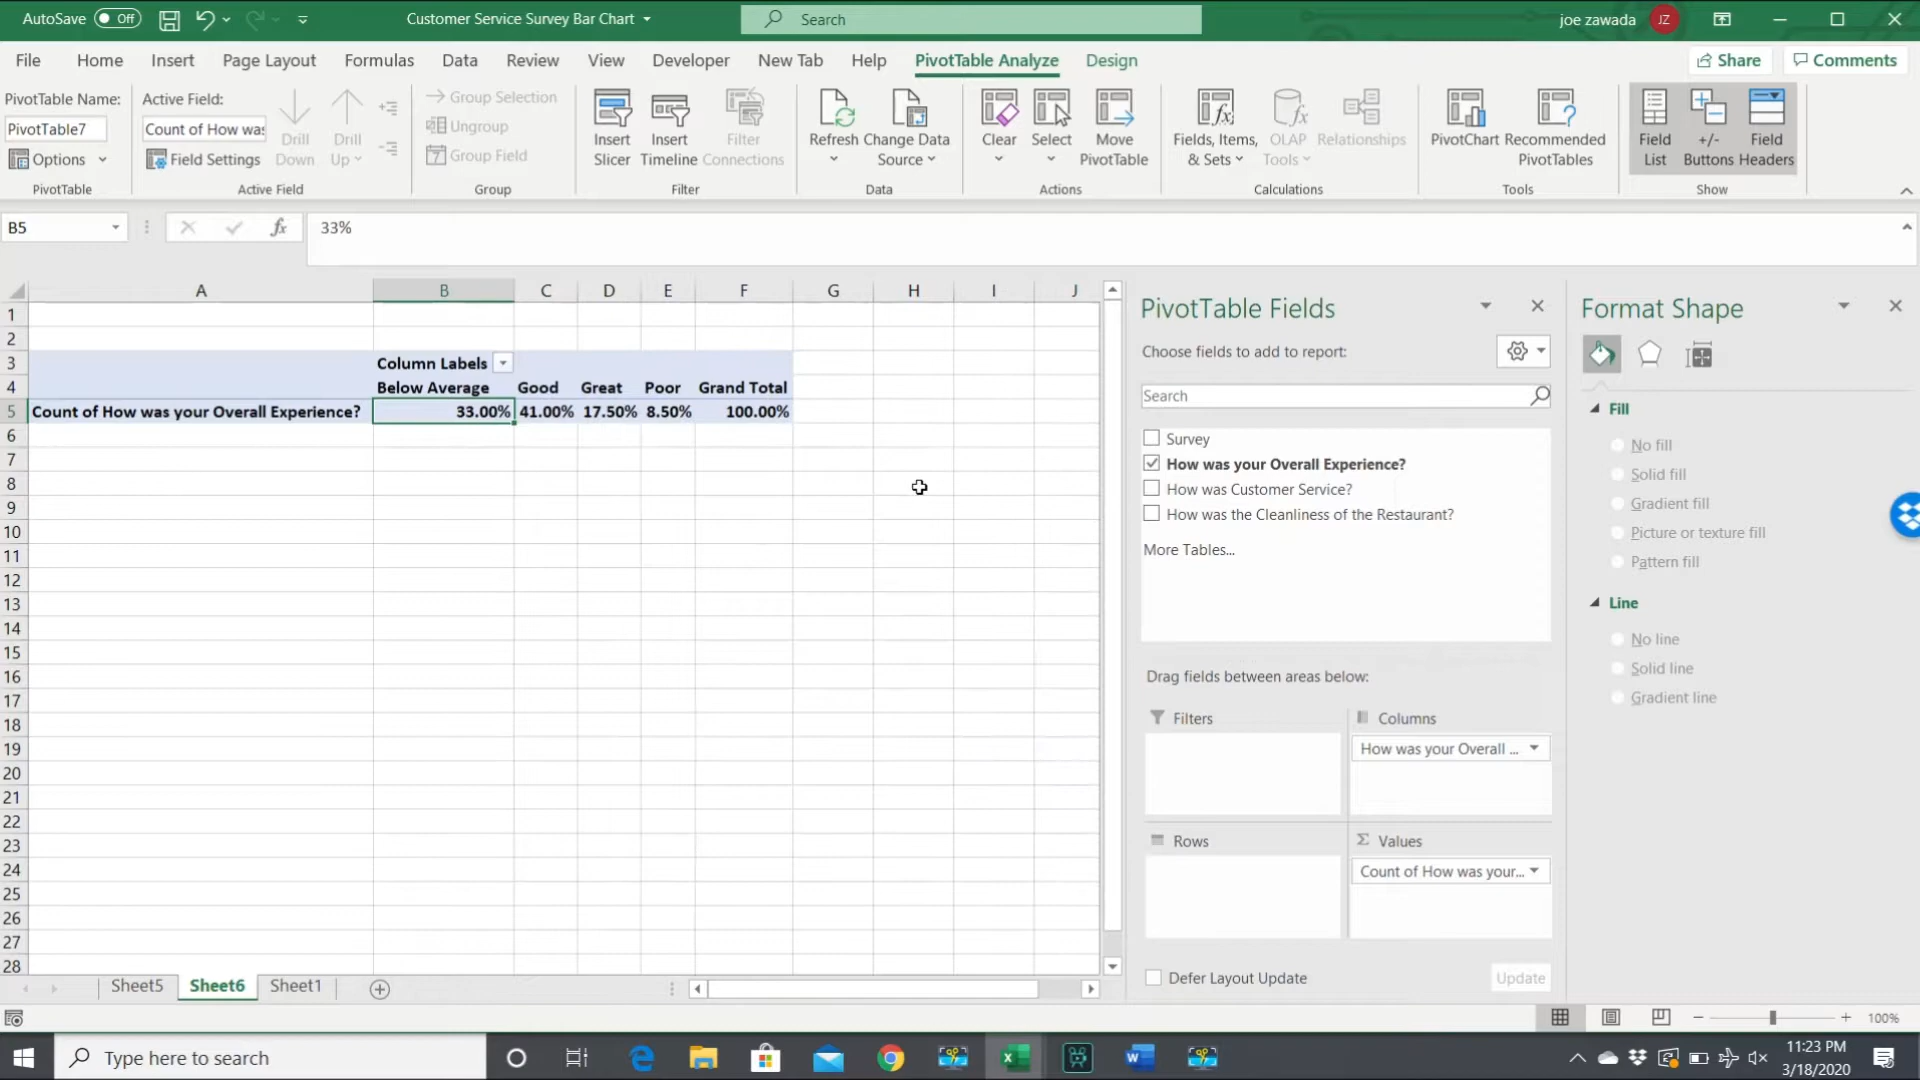 AutoSave Off
Customer Service Survey Bar Chart
Search
joe zawada JZ
File Home Insert Page Layout Formulas Data Review View Developer New Tab Help PivotTable Analyze Design
Share Comments
PivotTable Name:
PivotTable7
Options
PivotTable
Active Field:
Count of How was
Field Settings
Drill Down
Drill Up
Active Field
Group Selection
Ungroup
Group Field
Group
Insert Slicer
Insert Timeline
Filter Connections
Filter
Refresh
Change Data Source
Data
Clear
Select
Move PivotTable
Actions
Fields, Items, & Sets
OLAP Tools
Relationships
Calculations
PivotChart
Recommended PivotTables
Tools
Field List
+/- Buttons
Field Headers
Show
B5
fx
33%
A B C D E F G H I J
1
2
3 Column Labels
4 Below Average Good Great Poor Grand Total
5 Count of How was your Overall Experience? 33.00% 41.00% 17.50% 8.50% 100.00%
6
7
8
9
10
11
12
13
14
15
16
17
18
19
20
21
22
23
24
25
26
27
28
PivotTable Fields
Choose fields to add to report:
Search
Survey
How was your Overall Experience?
How was Customer Service?
How was the Cleanliness of the Restaurant?
More Tables...
Drag fields between areas below:
Filters
Columns
How was your Overall ...
Rows
Σ Values
Count of How was your...
Defer Layout Update
Update
Format Shape
Fill
No fill
Solid fill
Gradient fill
Picture or texture fill
Pattern fill
Line
No line
Solid line
Gradient line
Sheet5 Sheet6 Sheet1
100%
Type here to search
11:23 PM
3/18/2020